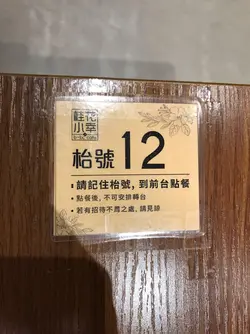 桂花
小幸
枱號 12
・請記住枱號，到前台點餐
・點餐後，不可安排轉台
・若有招待不周之處，請見諒